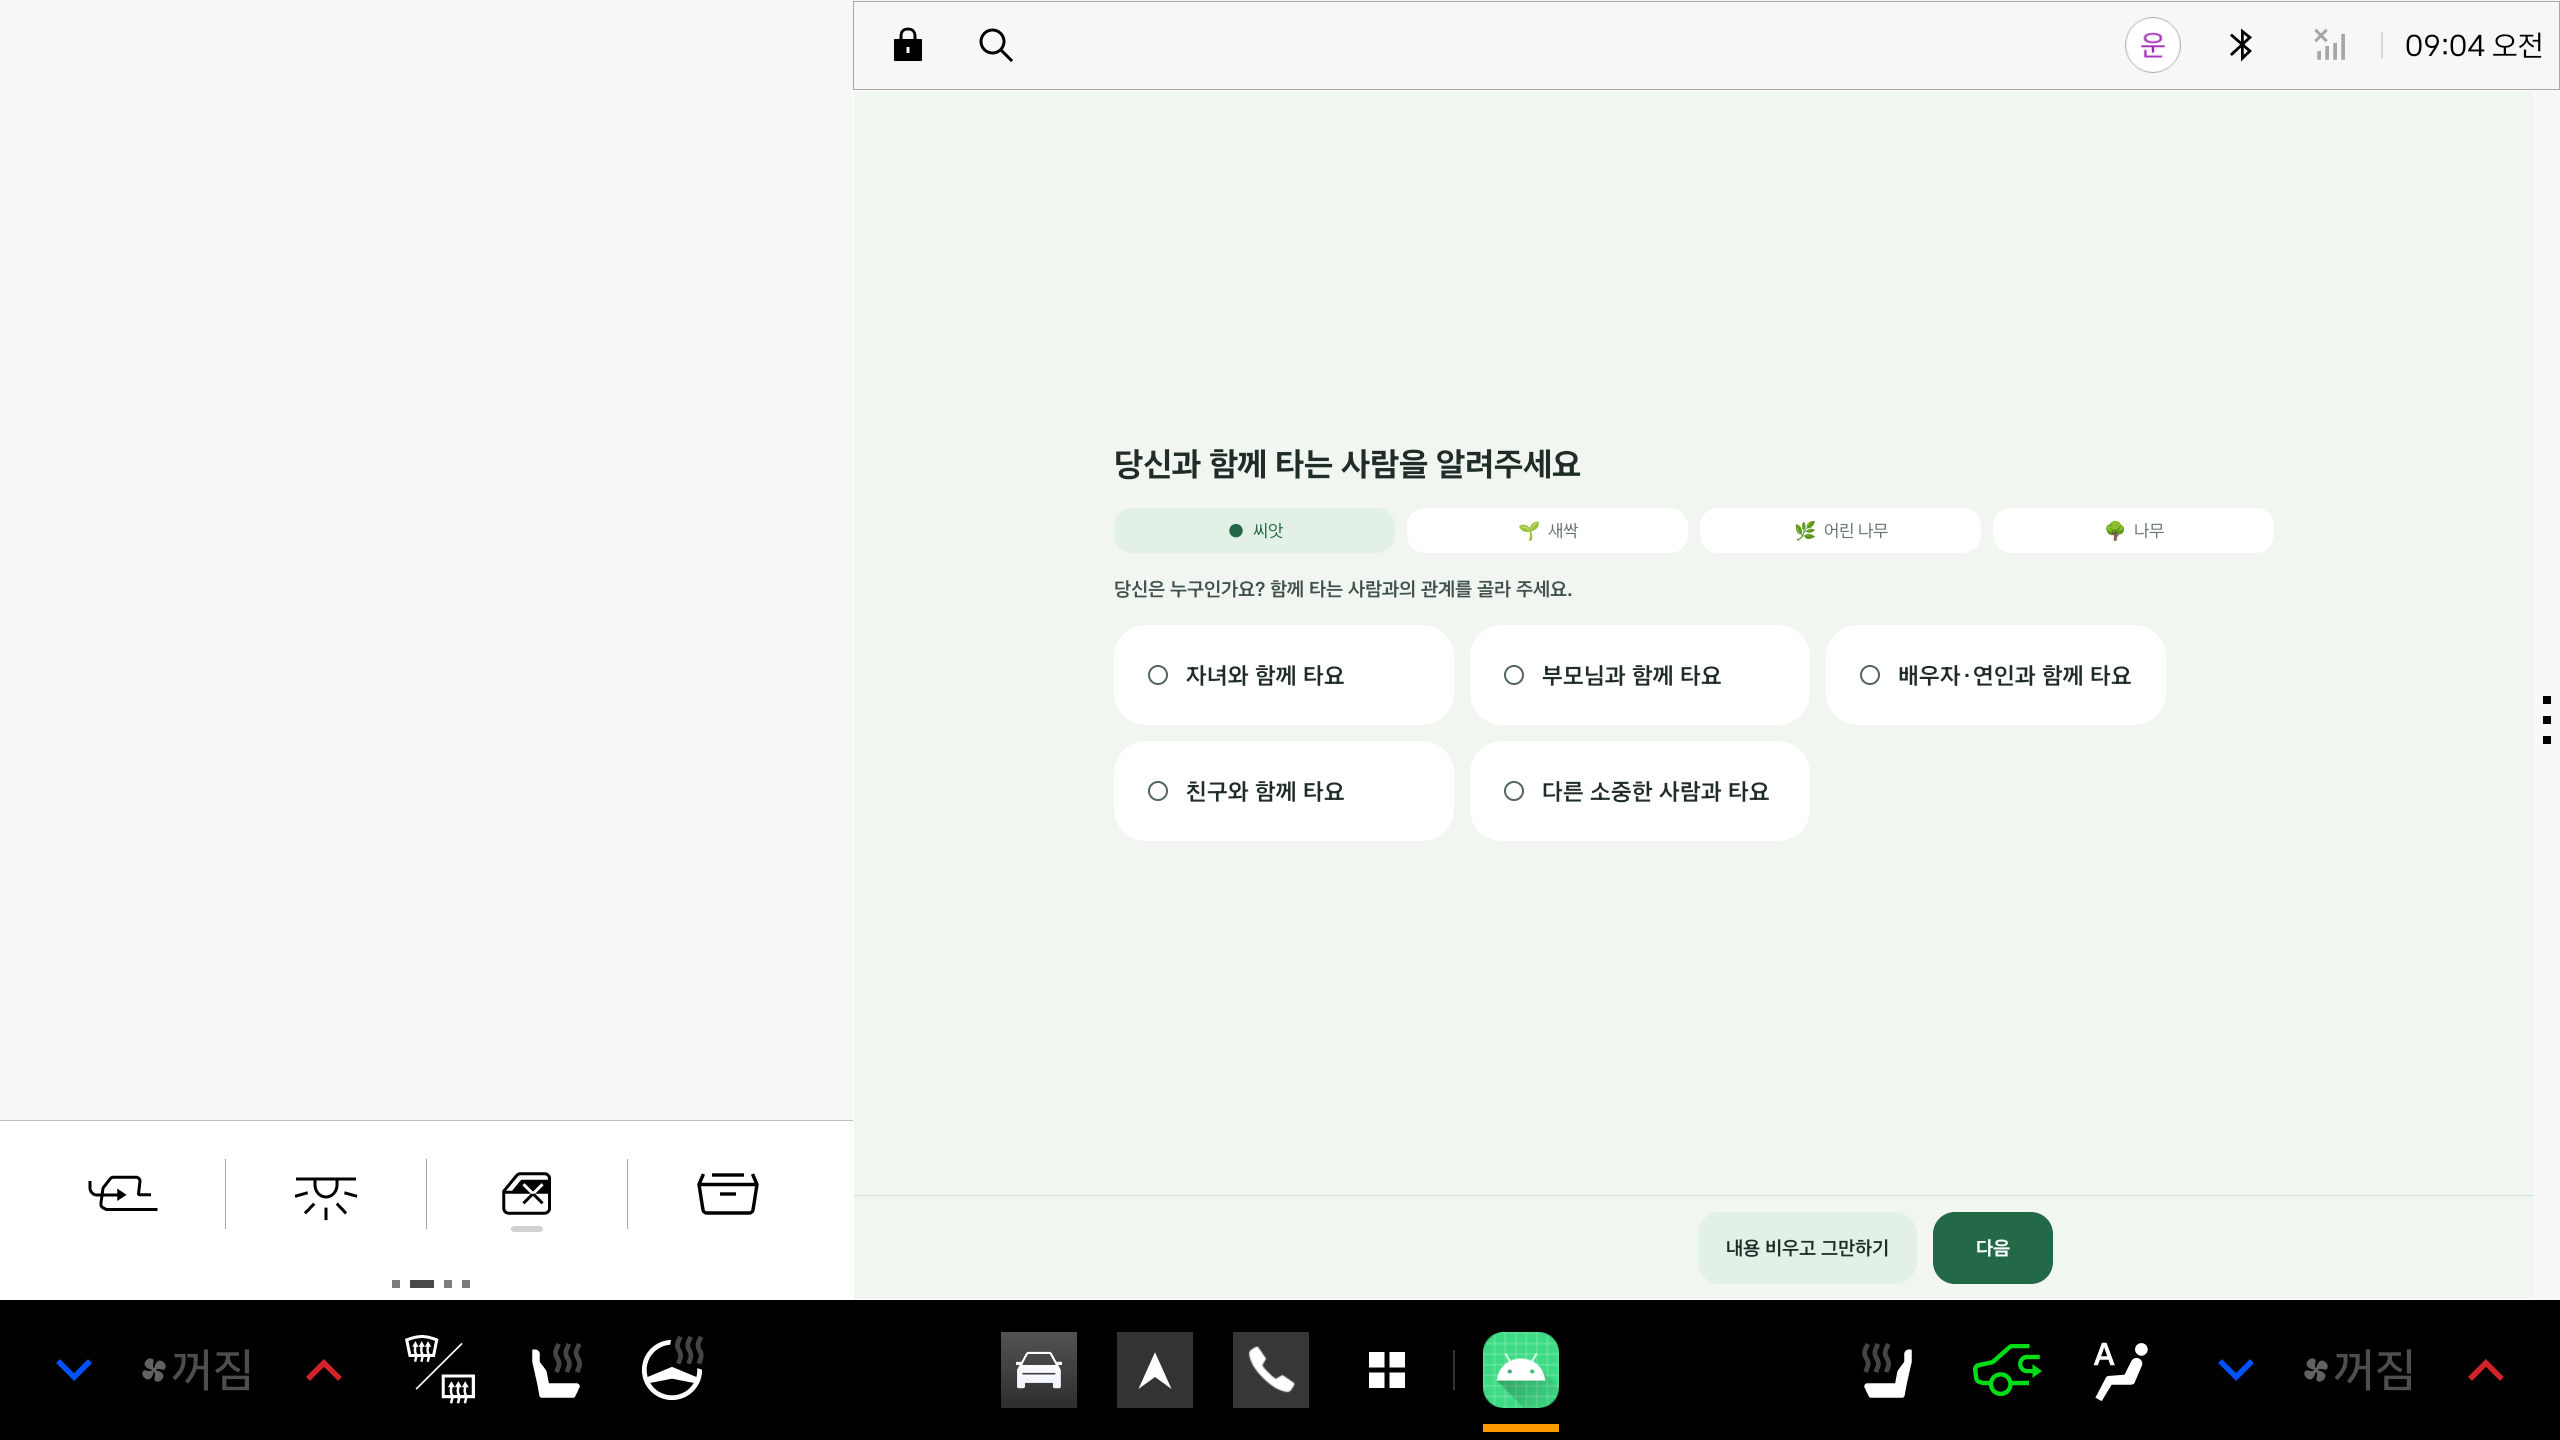 운
09:04 오전
당신과 함께 타는 사람을 알려주세요
씨앗
새싹
어린 나무
나무
당신은 누구인가요? 함께 타는 사람과의 관계를 골라 주세요.
자녀와 함께 타요
부모님과 함께 타요
배우자·연인과 함께 타요
친구와 함께 타요
다른 소중한 사람과 타요
내용 비우고 그만하기
다음
꺼짐
A
꺼짐